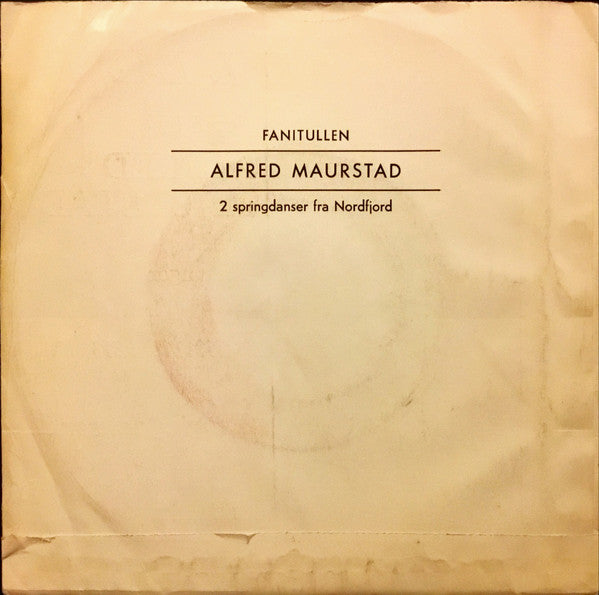 FANITULLEN
ALFRED MAURSTAD
2 springdanser fra Nordfjord